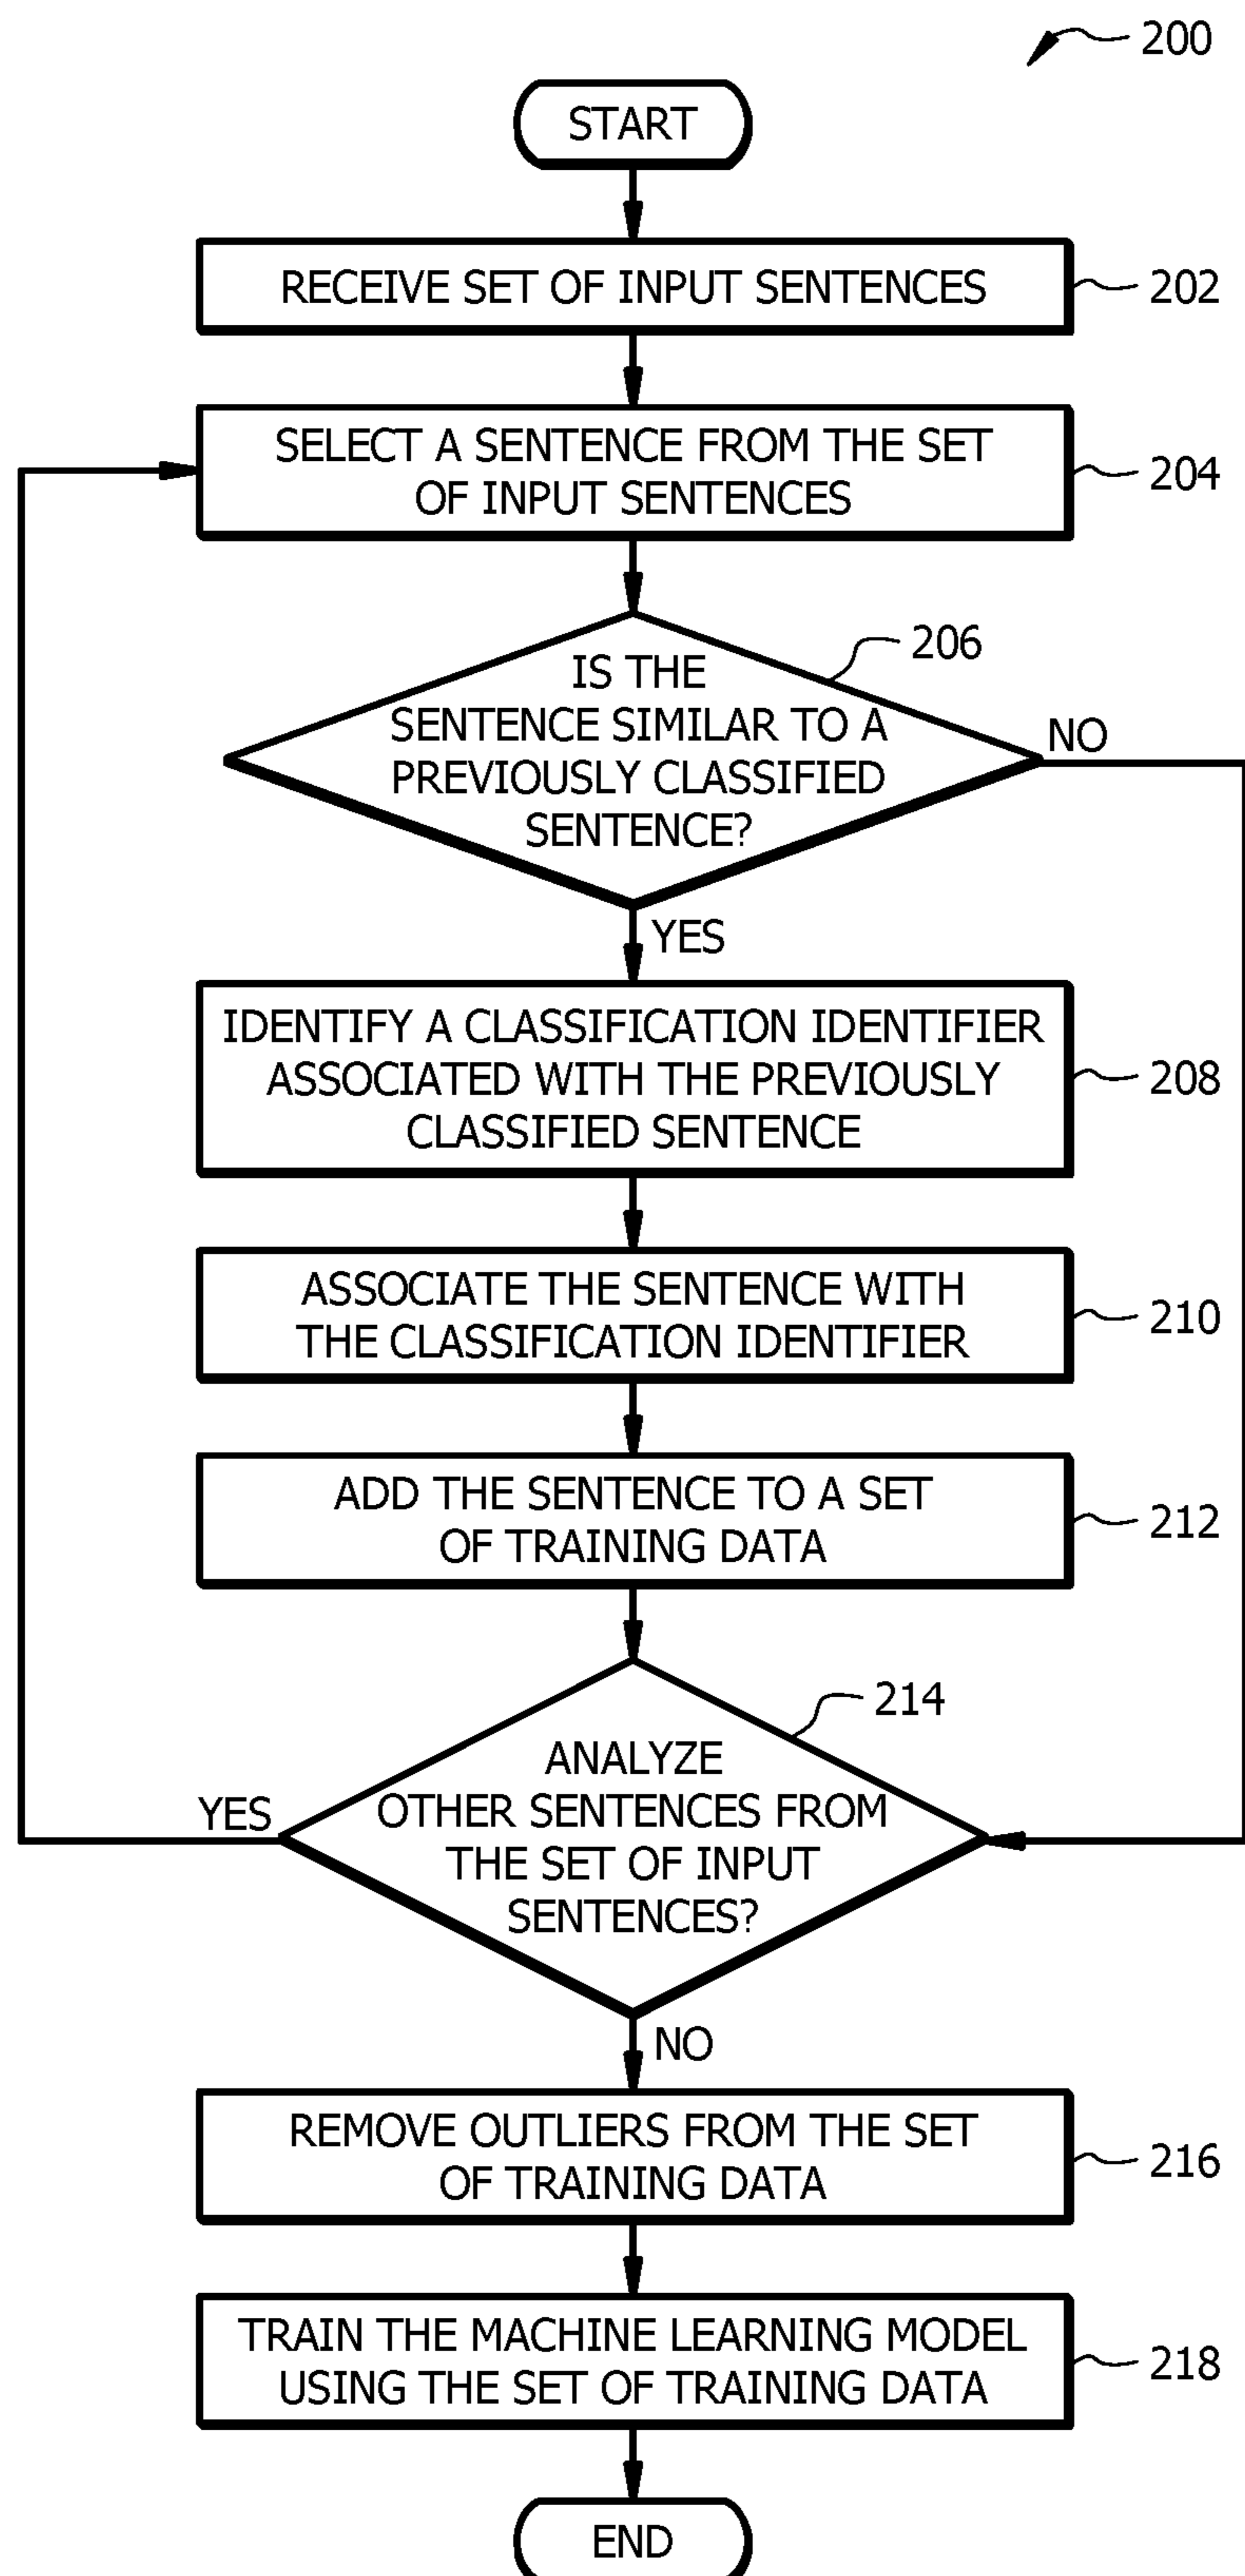 200
START
RECEIVE SET OF INPUT SENTENCES
202
SELECT A SENTENCE FROM THE SET
OF INPUT SENTENCES
204
206
IS THE
SENTENCE SIMILAR TO A
PREVIOUSLY CLASSIFIED
SENTENCE?
NO
YES
IDENTIFY A CLASSIFICATION IDENTIFIER
ASSOCIATED WITH THE PREVIOUSLY
CLASSIFIED SENTENCE
208
ASSOCIATE THE SENTENCE WITH
THE CLASSIFICATION IDENTIFIER
210
ADD THE SENTENCE TO A SET
OF TRAINING DATA
212
214
ANALYZE
OTHER SENTENCES FROM
THE SET OF INPUT
SENTENCES?
YES
NO
REMOVE OUTLIERS FROM THE SET
OF TRAINING DATA
216
TRAIN THE MACHINE LEARNING MODEL
USING THE SET OF TRAINING DATA
218
END